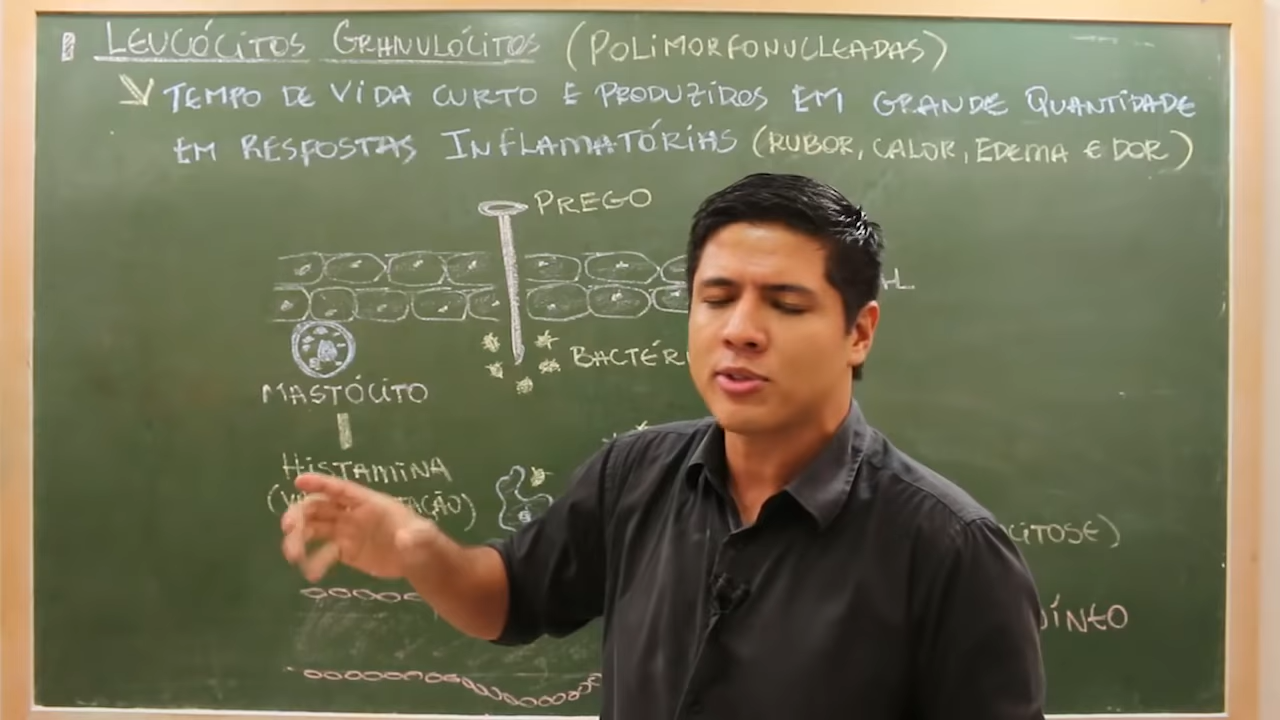 LEUCÓCITOS GRANULÓCITOS (POLIMORFONUCLEADAS)
TEMPO DE VIDA CURTO E PRODUZIDOS EM GRANDE QUANTIDADE
EM RESPOSTAS INFLAMATÓRIAS (RUBOR, CALOR, EDEMA E DOR)
PREGO
BACTÉRI
MASTÓCITO
HISTAMINA